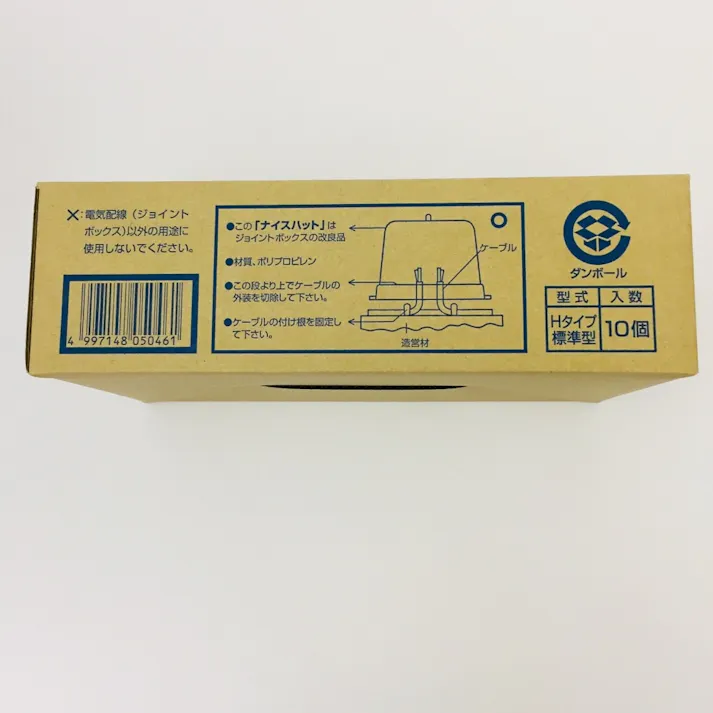 ✕:電気配線(ジョイント
ボックス)以外の用途に
使用しないでください。
4 997148 050461
●この「ナイスハット」は
ジョイントボックスの改良品
●材質、ポリプロピレン
●この段より上でケーブルの
外装を切除して下さい。
●ケーブルの付け根を固定し
て下さい。
ケーブル
造営材
ダンボール
型式 入数
Hタイプ 10個
標準型